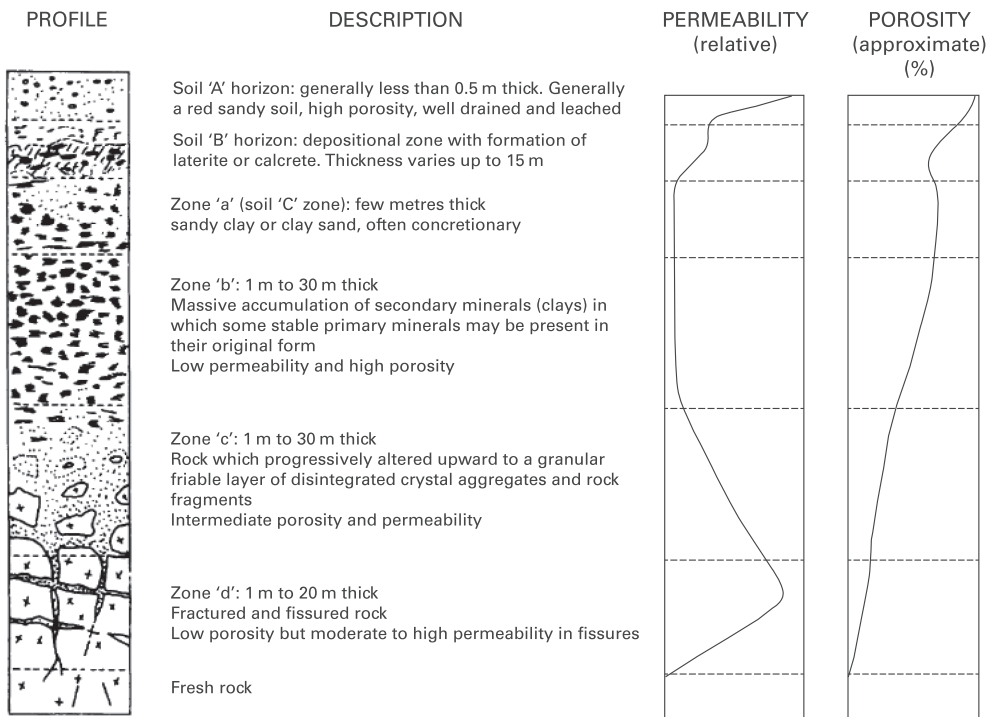 PROFILE
DESCRIPTION
PERMEABILITY
(relative)
POROSITY
(approximate)
(%)
Soil ‘A’ horizon: generally less than 0.5 m thick. Generally
a red sandy soil, high porosity, well drained and leached
Soil ‘B’ horizon: depositional zone with formation of
laterite or calcrete. Thickness varies up to 15 m
Zone ‘a’ (soil ‘C’ zone): few metres thick
sandy clay or clay sand, often concretionary
Zone ‘b’: 1 m to 30 m thick
Massive accumulation of secondary minerals (clays) in
which some stable primary minerals may be present in
their original form
Low permeability and high porosity
Zone ‘c’: 1 m to 30 m thick
Rock which progressively altered upward to a granular
friable layer of disintegrated crystal aggregates and rock
fragments
Intermediate porosity and permeability
Zone ‘d’: 1 m to 20 m thick
Fractured and fissured rock
Low porosity but moderate to high permeability in fissures
Fresh rock